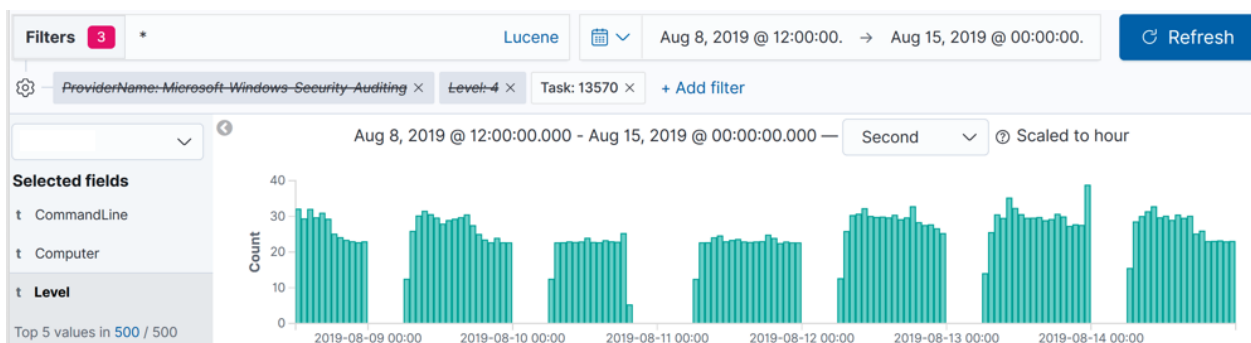 Filters 3 * Lucene Aug 8, 2019 @ 12:00:00. → Aug 15, 2019 @ 00:00:00. Refresh
ProviderName: Microsoft-Windows-Security-Auditing × Level: 4 × Task: 13570 × + Add filter
Aug 8, 2019 @ 12:00:00.000 - Aug 15, 2019 @ 00:00:00.000 — Second Scaled to hour
Selected fields
t CommandLine
t Computer
t Level
Top 5 values in 500 / 500
Count
40
30
20
10
0
2019-08-09 00:00 2019-08-10 00:00 2019-08-11 00:00 2019-08-12 00:00 2019-08-13 00:00 2019-08-14 00:00